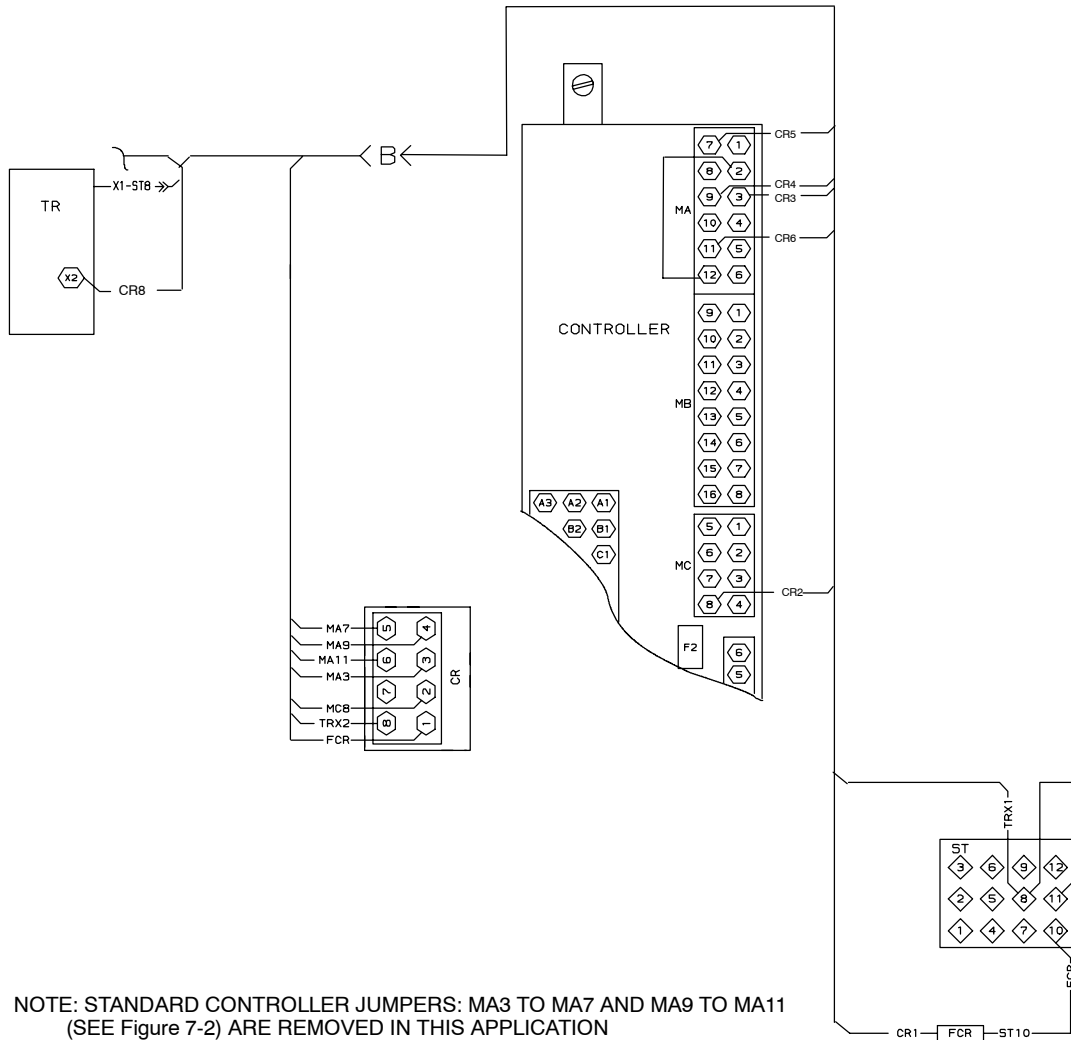 B
TR
X1-ST8
X2
CR8
CONTROLLER
MA
7 1
8 2
9 3
10 4
11 5
12 6
CR5
CR4
CR3
CR6
MB
9 1
10 2
11 3
12 4
13 5
14 6
15 7
16 8
A3 A2 A1
B2 B1
C1
MC
5 1
6 2
7 3
8 4
CR2
F2
6
5
MA7
MA9
MA11
MA3
MC8
TRX2
FCR
5 4
6 3
7 2
8 1
CR
TRX1
ST
3 6 9 12
2 5 8 11
1 4 7 10
FCR
CR1 FCR ST10
NOTE: STANDARD CONTROLLER JUMPERS: MA3 TO MA7 AND MA9 TO MA11
(SEE Figure 7-2) ARE REMOVED IN THIS APPLICATION